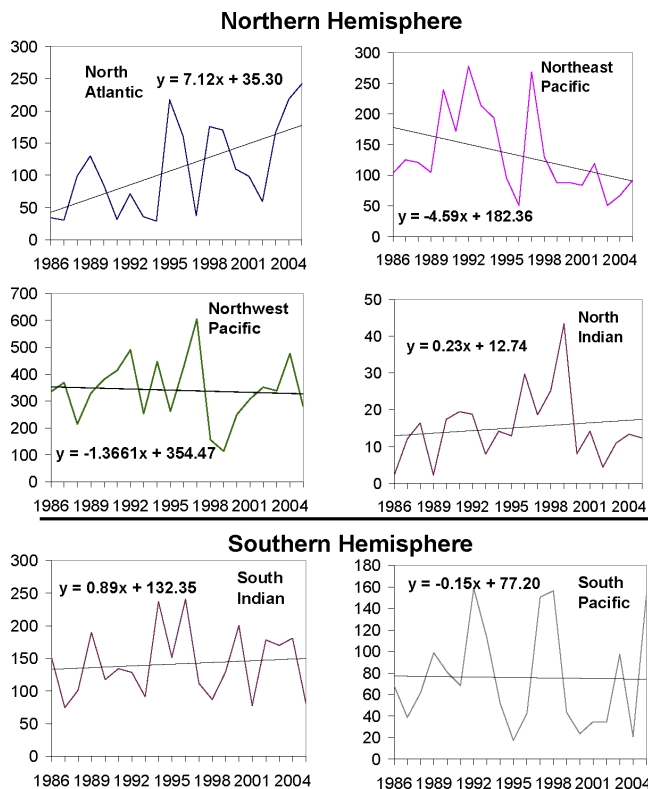 Northern Hemisphere
North
Atlantic
y = 7.12x + 35.30
300
250
200
150
100
50
0
1986 1989 1992 1995 1998 2001 2004
Northeast
Pacific
y = -4.59x + 182.36
300
250
200
150
100
50
0
1986 1989 1992 1995 1998 2001 2004
Northwest
Pacific
y = -1.3661x + 354.47
700
600
500
400
300
200
100
0
1986 1989 1992 1995 1998 2001 2004
North
Indian
y = 0.23x + 12.74
50
40
30
20
10
0
1986 1989 1992 1995 1998 2001 2004
Southern Hemisphere
y = 0.89x + 132.35
South
Indian
300
250
200
150
100
50
0
1986 1989 1992 1995 1998 2001 2004
y = -0.15x + 77.20
South
Pacific
180
160
140
120
100
80
60
40
20
0
1986 1989 1992 1995 1998 2001 2004